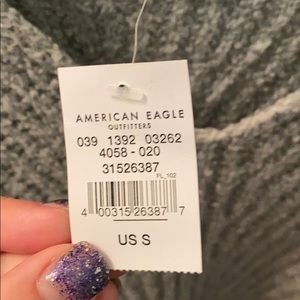 AMERICAN EAGLE
OUTFITTERS
039 1392 03262
4058 - 020
31526387
FL_102
4 00315 26387 7
US S